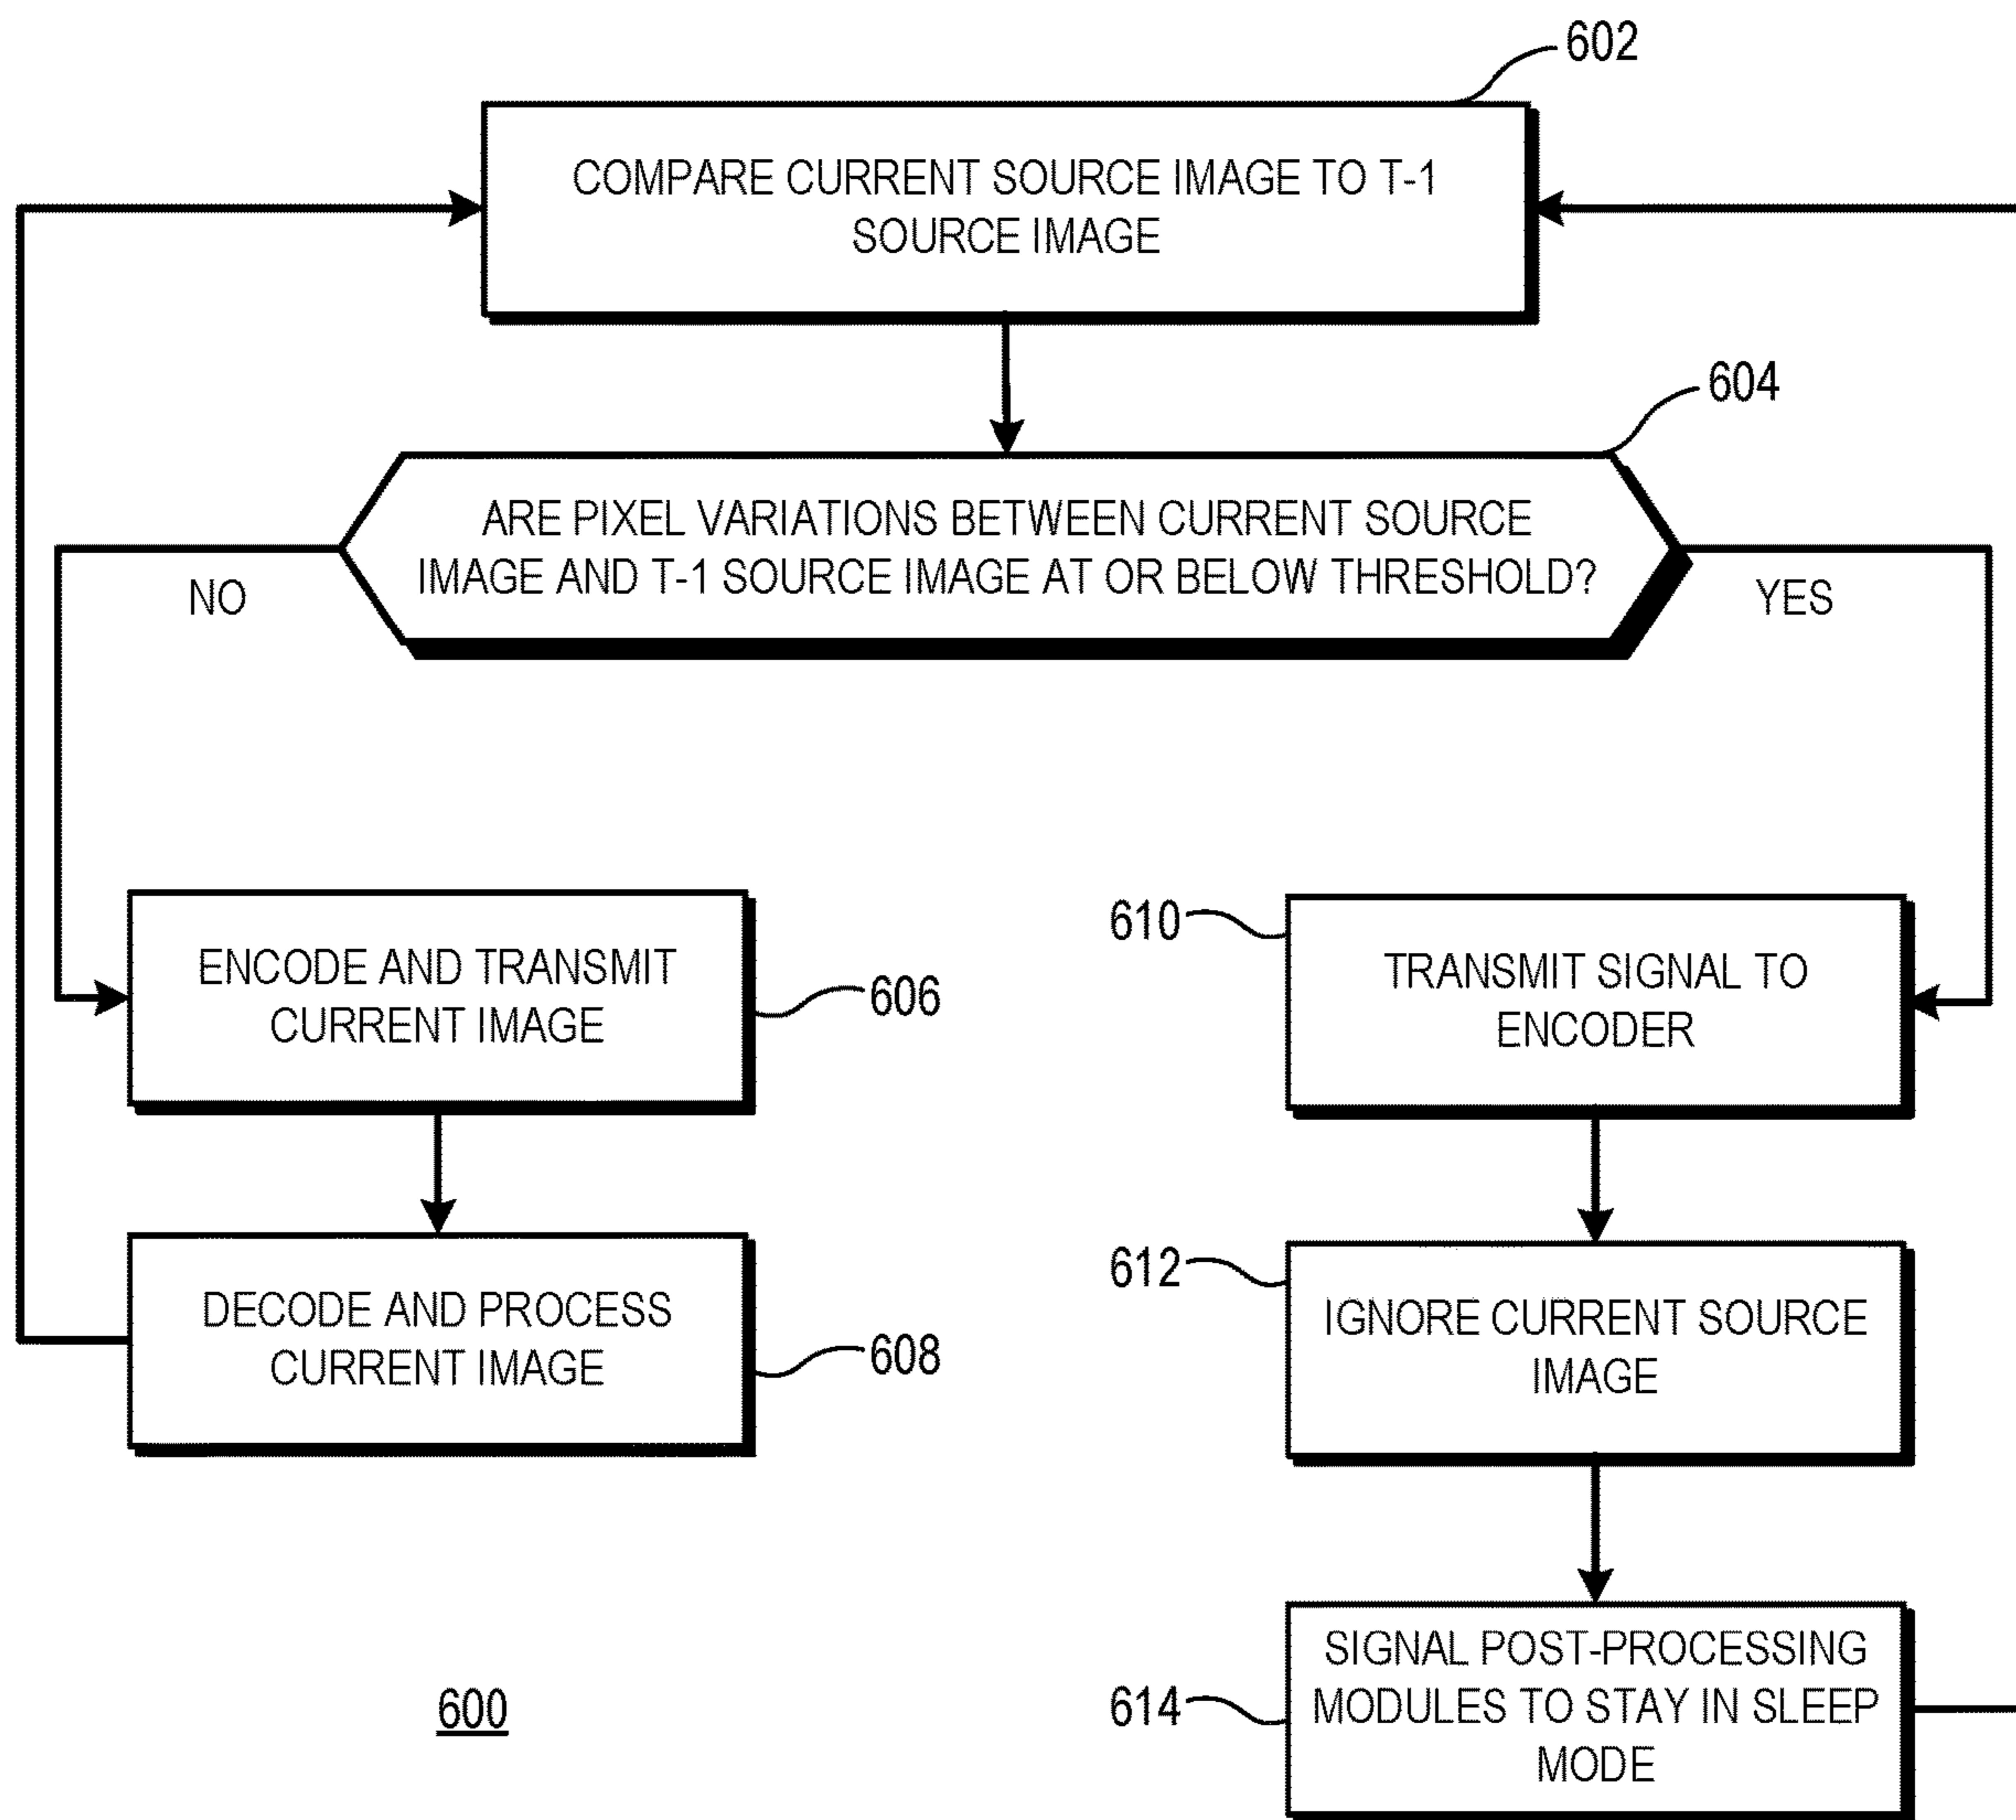 602
COMPARE CURRENT SOURCE IMAGE TO T-1
SOURCE IMAGE
604
ARE PIXEL VARIATIONS BETWEEN CURRENT SOURCE
IMAGE AND T-1 SOURCE IMAGE AT OR BELOW THRESHOLD?
NO
YES
ENCODE AND TRANSMIT
CURRENT IMAGE
606
DECODE AND PROCESS
CURRENT IMAGE
608
610
TRANSMIT SIGNAL TO
ENCODER
612
IGNORE CURRENT SOURCE
IMAGE
614
SIGNAL POST-PROCESSING
MODULES TO STAY IN SLEEP
MODE
600